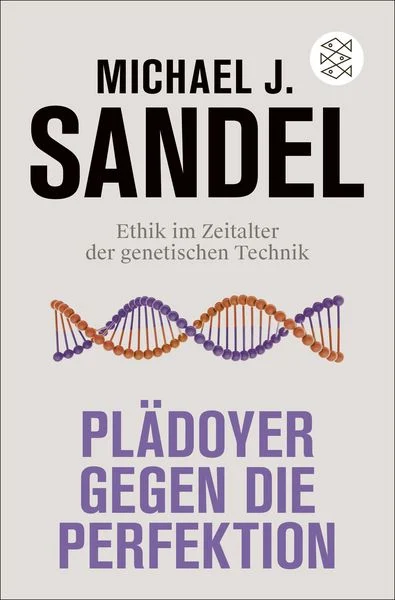 MICHAEL J.
SANDEL
Ethik im Zeitalter
der genetischen Technik
PLÄDOYER
GEGEN DIE
PERFEKTION